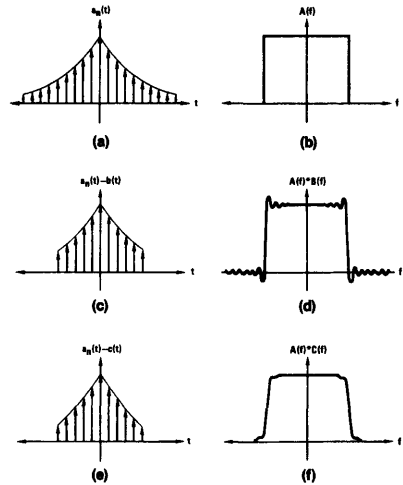 aₙ(t)
A(f)
t
f
(a)
(b)
aₙ(t)–b(t)
A(f)*B(f)
t
f
(c)
(d)
aₙ(t)–c(t)
A(f)*C(f)
t
f
(e)
(f)